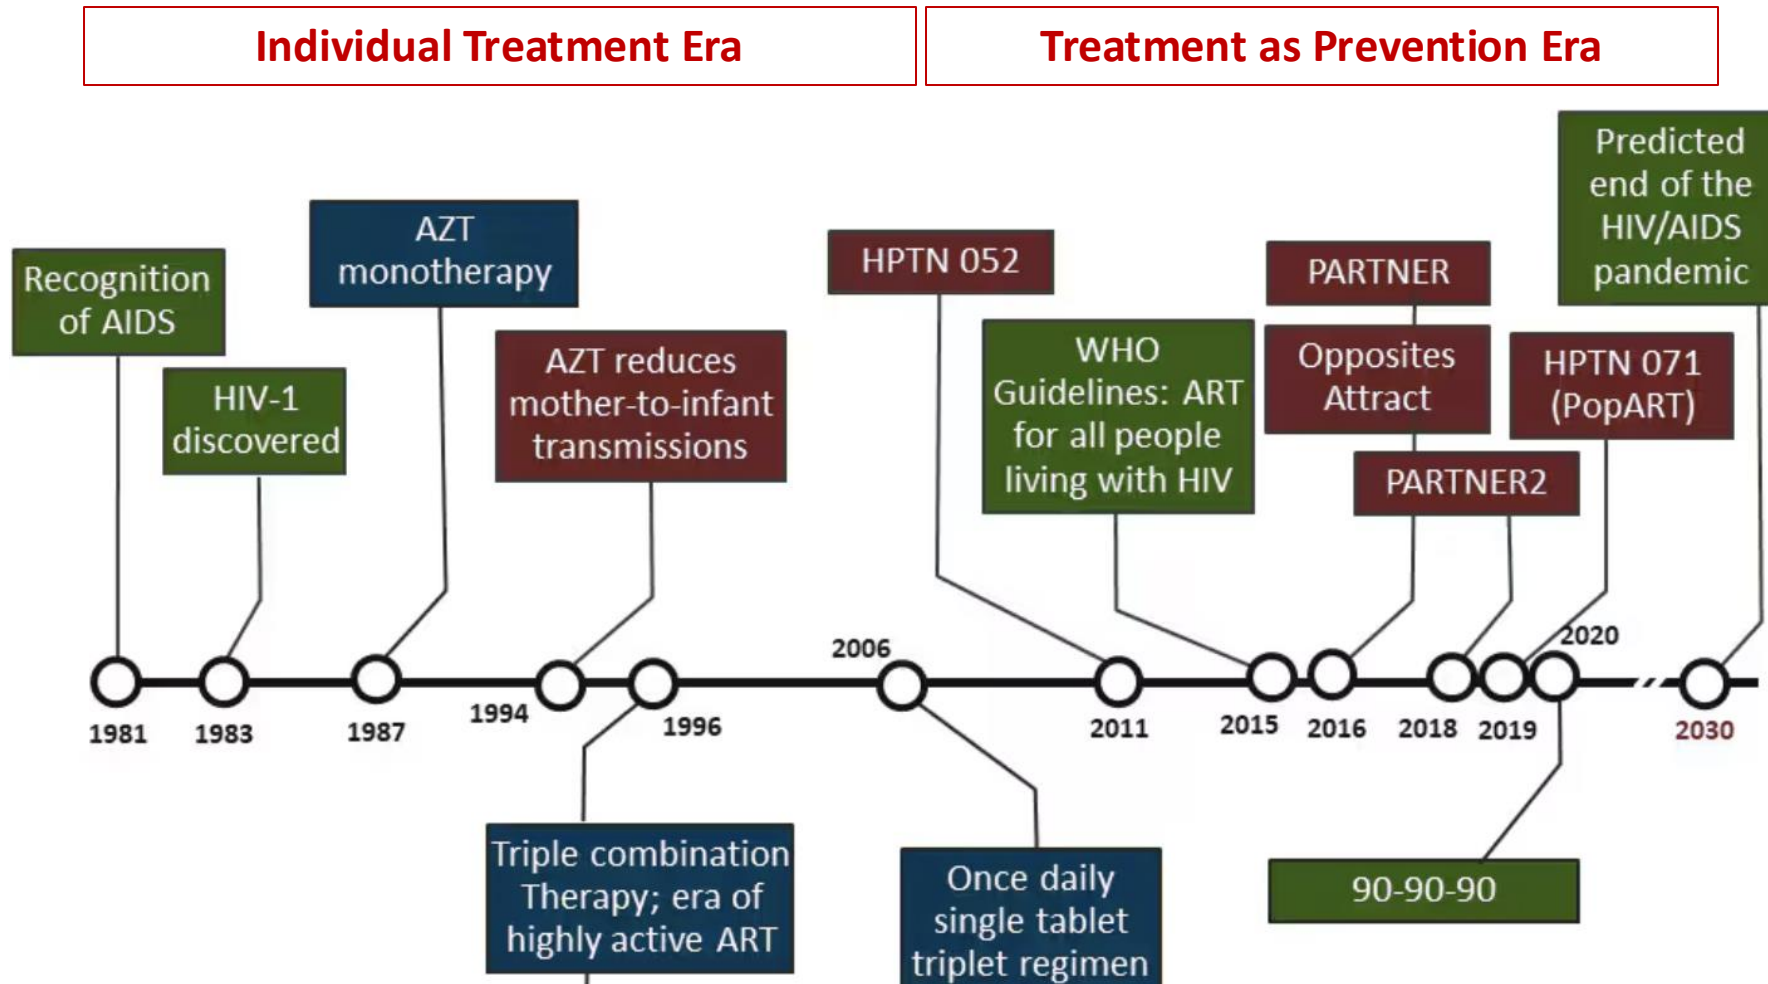 Individual Treatment Era
Treatment as Prevention Era
Recognition
of AIDS
HIV-1
discovered
AZT
monotherapy
AZT reduces
mother-to-infant
transmissions
HPTN 052
WHO
Guidelines: ART
for all people
living with HIV
PARTNER
Opposites
Attract
PARTNER2
HPTN 071
(PopART)
Predicted
end of the
HIV/AIDS
pandemic
1981
1983
1987
1994
1996
2006
2011
2015
2016
2018
2019
2020
2030
Triple combination
Therapy; era of
highly active ART
Once daily
single tablet
triplet regimen
90-90-90